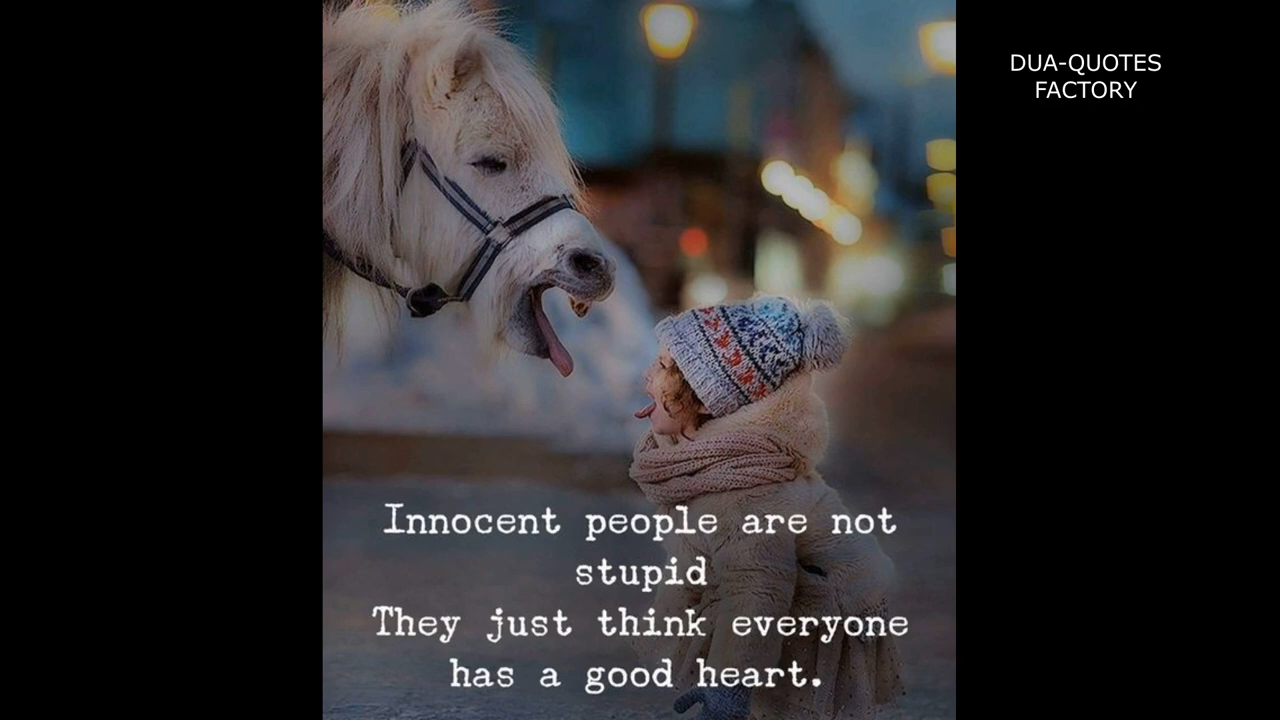 DUA-QUOTES
FACTORY
Innocent people are not
stupid
They just think everyone
has a good heart.